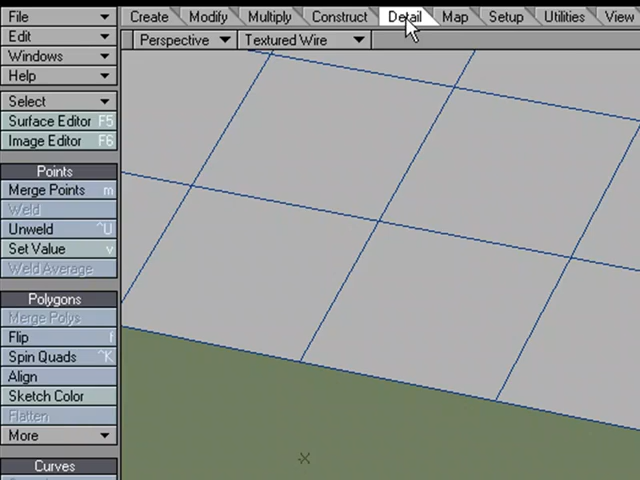 File
Create Modify Multiply Construct Detail Map Setup Utilities View
Edit
Perspective Textured Wire
Windows
Help
Select
Surface Editor F5
Image Editor F6
Points
Merge Points m
Weld
Unweld ^U
Set Value v
Weld Average
Polygons
Merge Polys
Flip f
Spin Quads ^K
Align
Sketch Color
Flatten
More
Curves